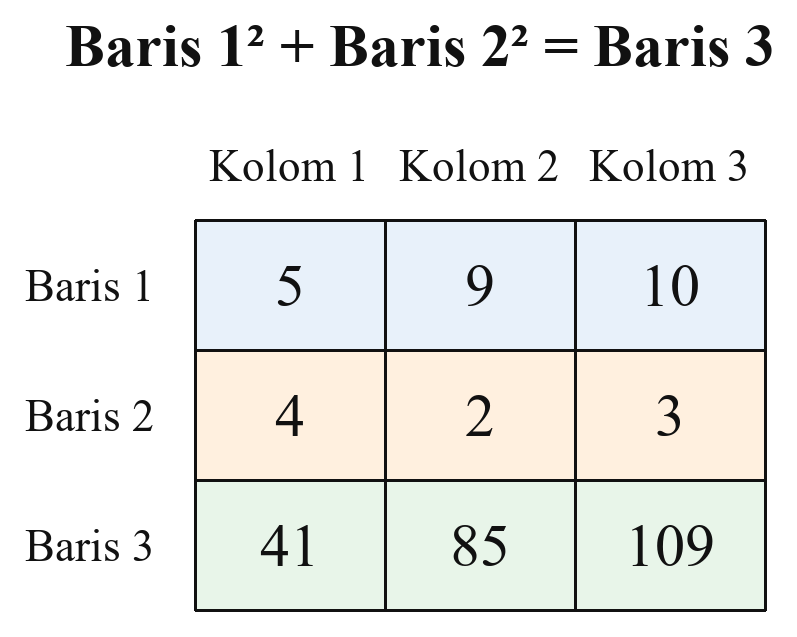 Baris 1² + Baris 2² = Baris 3
Kolom 1 Kolom 2 Kolom 3
Baris 1 5 9 10
Baris 2 4 2 3
Baris 3 41 85 109